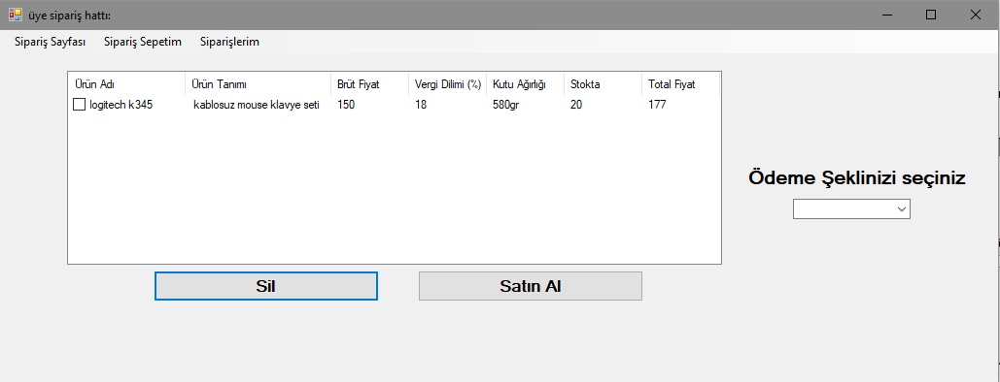 üye sipariş hattı:
Sipariş Sayfası Sipariş Sepetim Siparişlerim
Ürün Adı Ürün Tanımı Brüt Fiyat Vergi Dilimi (%) Kutu Ağırlığı Stokta Total Fiyat
logitech k345 kablosuz mouse klavye seti 150 18 580gr 20 177
Ödeme Şeklinizi seçiniz
Sil Satın Al